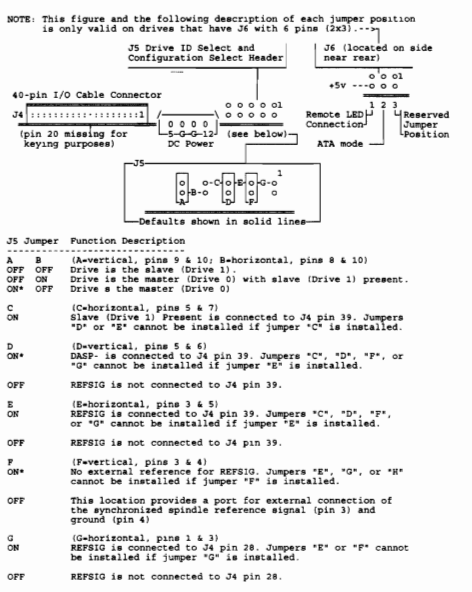 NOTE: This figure and the following description of each jumper position
is only valid on drives that have J6 with 6 pins (2x3).--->
J5 Drive ID Select and
Configuration Select Header
J6 (located on side
near rear)
o o o1
+5v ---o o o
40-pin I/O Cable Connector
o o o o o1
1 2 3
J4 :::::::::::::::::::1
o o o o o
Remote LED
Connection
Reserved
Jumper
Position
(pin 20 missing for
keying purposes)
0 0 0 0
5-G-G-12
DC Power
(see below)
ATA mode
J5
1
o o-C-o-E-o-G-o
o-B-o o o o
A D F
Defaults shown in solid lines
J5 Jumper Function Description
A B (A=vertical, pins 9 & 10; B=horizontal, pins 8 & 10)
OFF OFF Drive is the slave (Drive 1).
OFF ON Drive is the master (Drive 0) with slave (Drive 1) present.
ON* OFF Drive s the master (Drive 0)
C (C=horizontal, pins 5 & 7)
ON Slave (Drive 1) Present is connected to J4 pin 39. Jumpers
"D" or "E" cannot be installed if jumper "C" is installed.
D (D=vertical, pins 5 & 6)
ON* DASP- is connected to J4 pin 39. Jumpers "C", "D", "F", or
"G" cannot be installed if jumper "E" is installed.
OFF REFSIG is not connected to J4 pin 39.
E (E=horizontal, pins 3 & 5)
ON REFSIG is connected to J4 pin 39. Jumpers "C", "D", "F",
or "G" cannot be installed if jumper "E" is installed.
OFF REFSIG is not connected to J4 pin 39.
F (F=vertical, pins 3 & 4)
ON* No external reference for REFSIG. Jumpers "E", "G", or "H"
cannot be installed if jumper "F" is installed.
OFF This location provides a port for external connection of
the synchronized spindle reference signal (pin 3) and
ground (pin 4)
G (G=horizontal, pins 1 & 3)
ON REFSIG is connected to J4 pin 28. Jumpers "E" or "F" cannot
be installed if jumper "G" is installed.
OFF REFSIG is not connected to J4 pin 28.